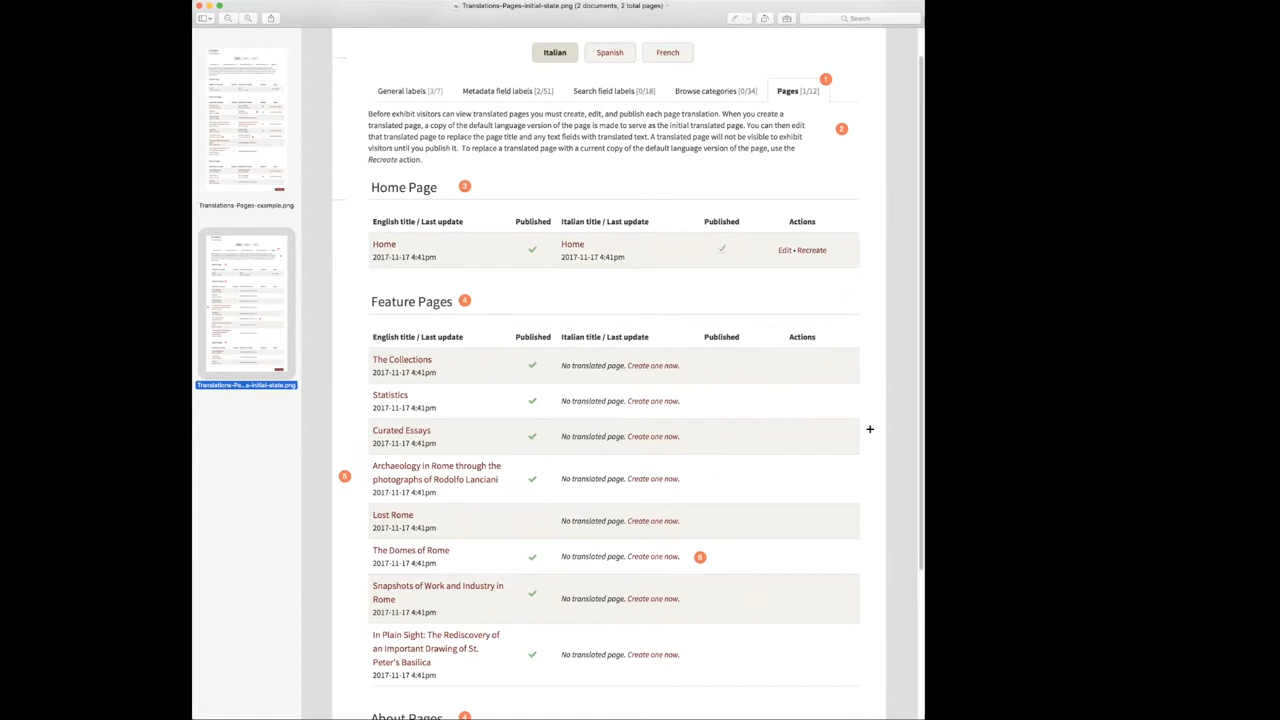 Translations-Pages-initial-state.png (2 documents, 2 total pages)
Search
Italian
Spanish
French
1
General labels [3/7]
Metadata field labels [2/51]
Search field labels [0/18]
Browse categories [0/34]
Pages [1/12]
Before exhibit visitors can view translated pages you must create, edit, and publish each page translation. When you create a
translated page, a copy of the default language version of the page is made to serve as the initial translated page. You can then edit
the translated page to replace the page title and any text fields with translated text. A translated page will not be visible to exhibit
visitors until you publish it. To replace a translated page with a current copy of the default language version of the page, use the
Recreate action.
2
Home Page
3
English title / Last update
Published
Italian title / Last update
Published
Actions
Home
2017-11-17 4:41pm
Home
2017-11-17 4:41pm
Edit • Recreate
Feature Pages
4
English title / Last update
Published
Italian title / Last update
Published
Actions
The Collections
2017-11-17 4:41pm
No translated page. Create one now.
Statistics
2017-11-17 4:41pm
No translated page. Create one now.
Curated Essays
2017-11-17 4:41pm
No translated page. Create one now.
5
Archaeology in Rome through the
photographs of Rodolfo Lanciani
2017-11-17 4:41pm
No translated page. Create one now.
Lost Rome
2017-11-17 4:41pm
No translated page. Create one now.
The Domes of Rome
2017-11-17 4:41pm
No translated page. Create one now.
6
Snapshots of Work and Industry in
Rome
2017-11-17 4:41pm
No translated page. Create one now.
In Plain Sight: The Rediscovery of
an Important Drawing of St.
Peter's Basilica
2017-11-17 4:41pm
No translated page. Create one now.
About Pages
4
Translations-Pages-example.png
Translations-Pa...s-initial-state.png